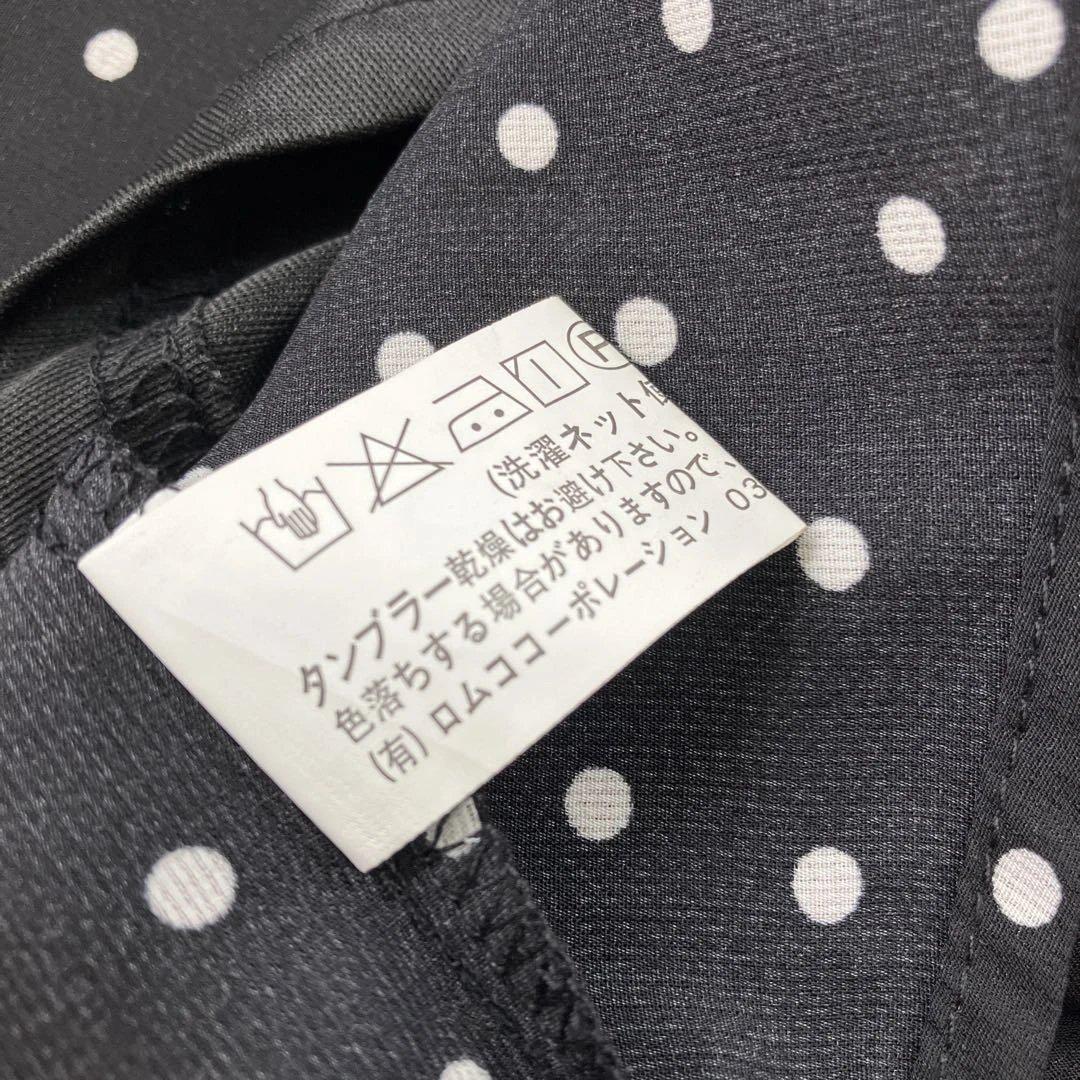 P
(洗濯ネット使
タンブラー乾燥はお避け下さい。
色落ちする場合がありますので、
(有) ロムココーポレーション 03